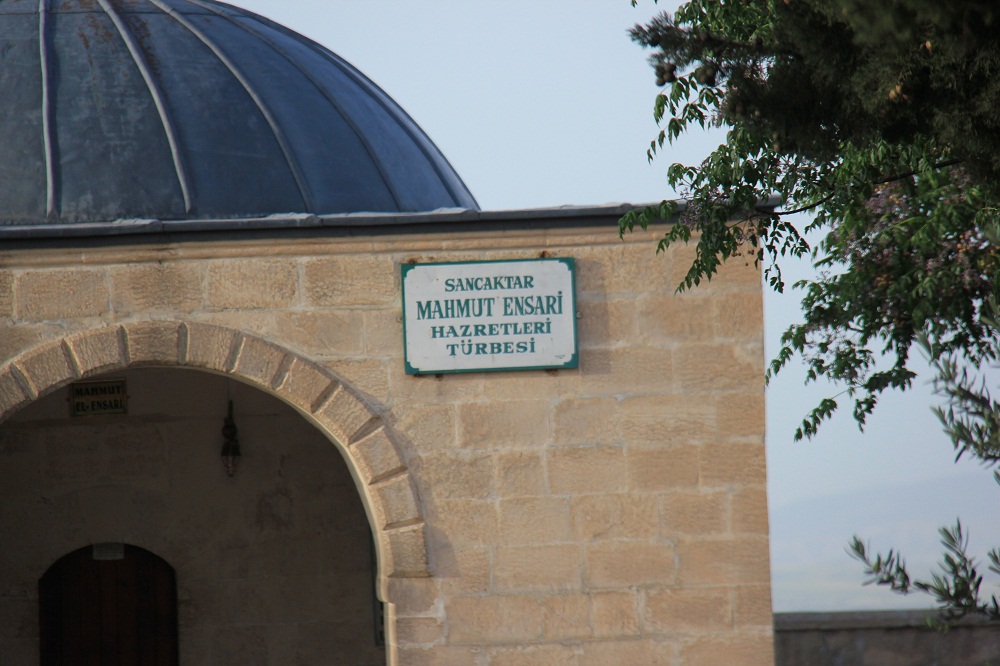 SANCAKTAR
MAHMUT ENSARİ
HAZRETLERİ
TÜRBESİ
MAHMUT
EL-ENSARİ